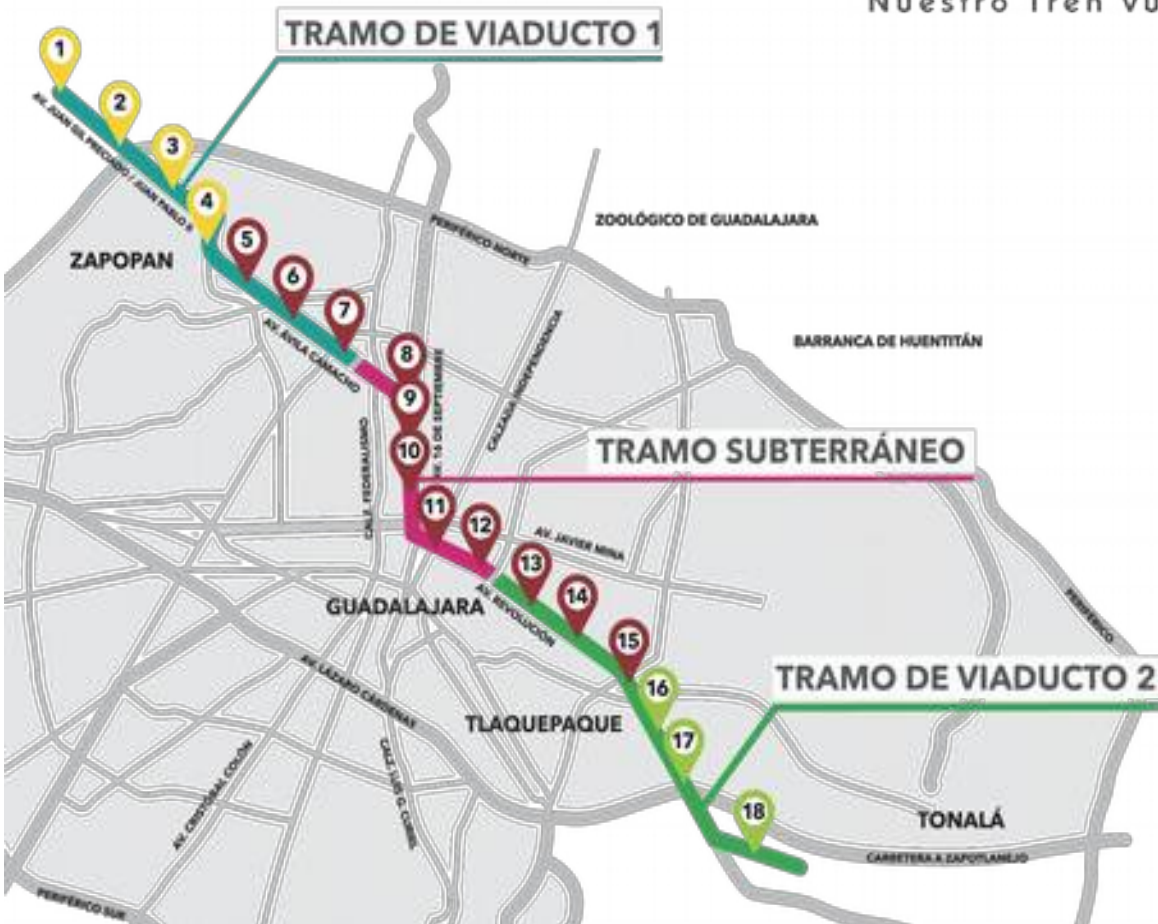 Nuestro Tren Vu
TRAMO DE VIADUCTO 1
1
2
3
4
5
6
7
8
9
10
11
12
13
14
15
16
17
18
AV. JUAN GIL PRECIADO / JUAN PABLO II
ZAPOPAN
PERIFÉRICO NORTE
ZOOLÓGICO DE GUADALAJARA
BARRANCA DE HUENTITÁN
AV. AVILA CAMACHO
AV. 16 DE SEPTIEMBRE
CALZADA INDEPENDENCIA
CALZ. FEDERALISMO
TRAMO SUBTERRÁNEO
AV. JAVIER MINA
GUADALAJARA
AV. REVOLUCIÓN
PERIFÉRICO
AV. LAZARO CARDENAS
TRAMO DE VIADUCTO 2
TLAQUEPAQUE
AV. CRISTÓBAL COLÓN
CALZ LUIS G. CURIEL
TONALÁ
CARRETERA A ZAPOTLANEJO
PERIFÉRICO SUR